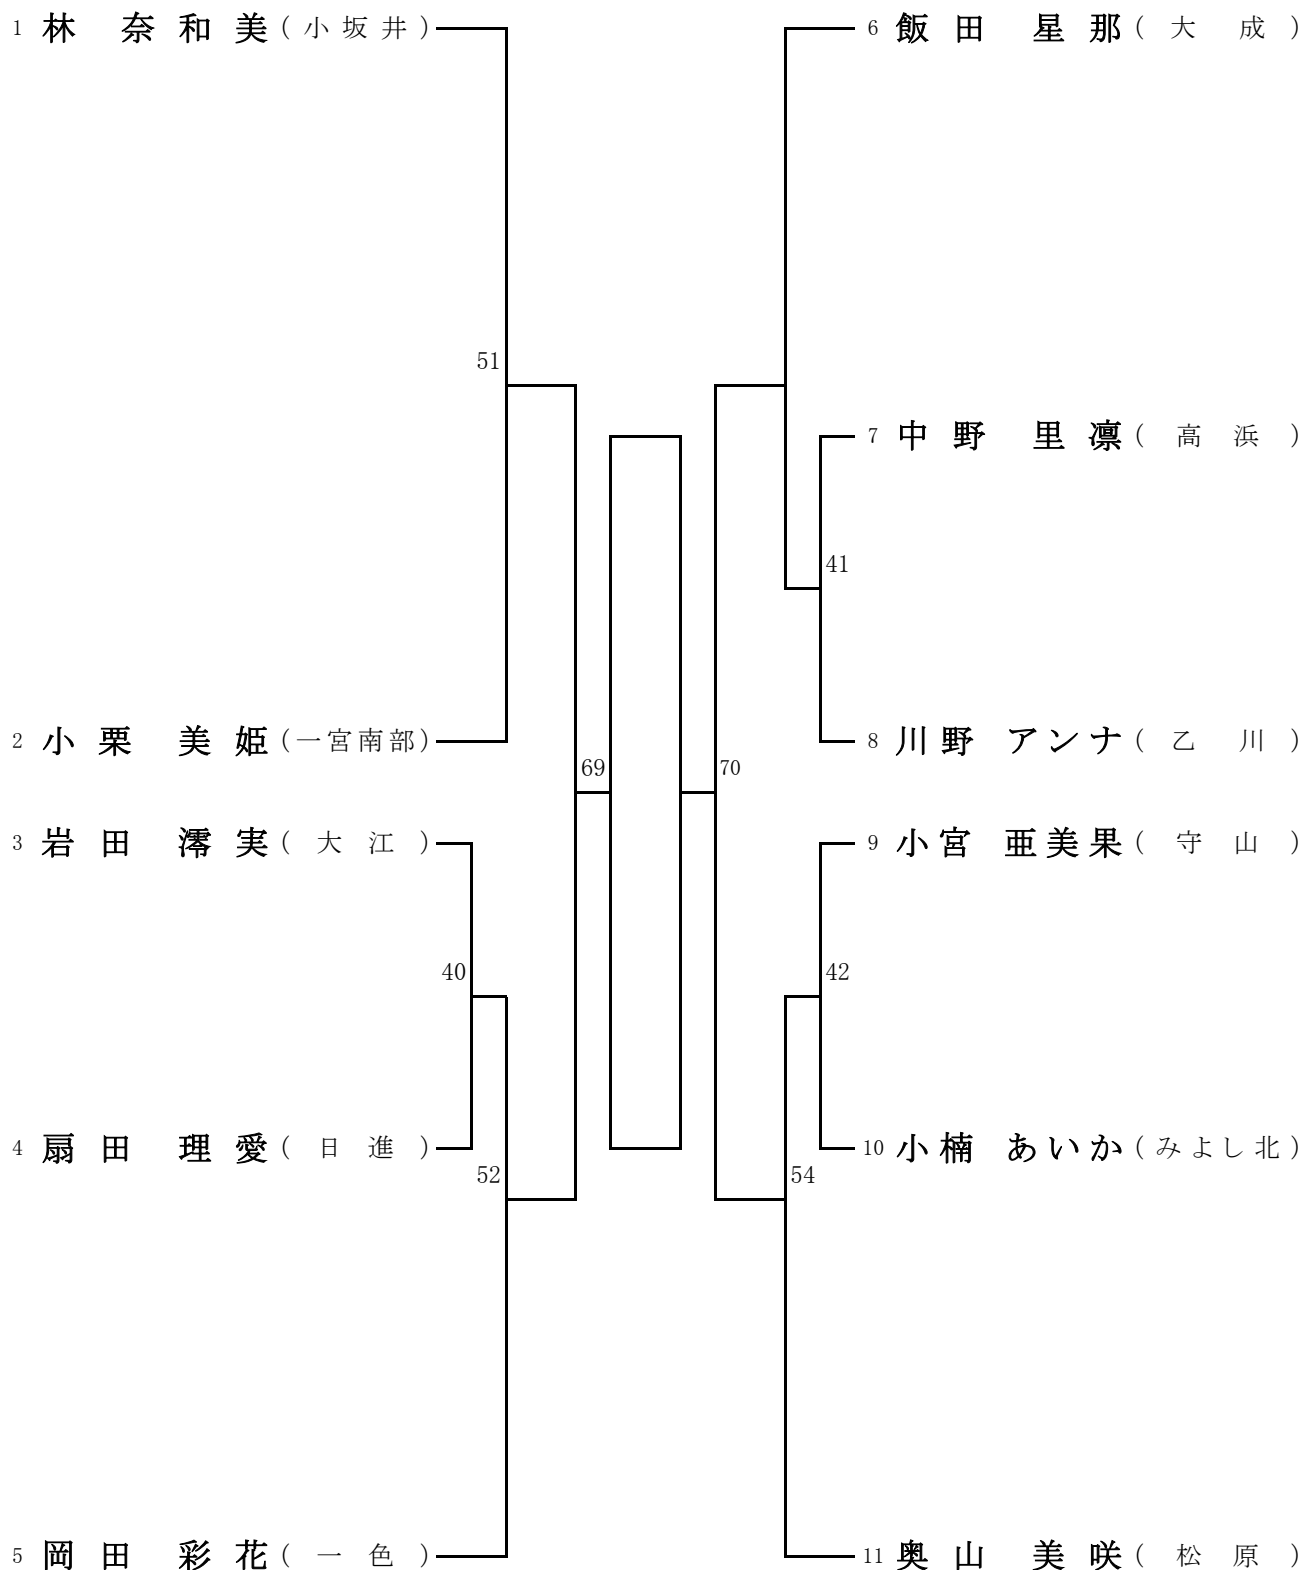 1 林 奈和美 (小坂井)
51
2 小栗 美姫 (一宮南部)
3 岩田 澪実 (大江)
40
4 扇田 理愛 (日進)
52
5 岡田 彩花 (一色)
69
70
6 飯田 星那 (大成)
7 中野 里凛 (高浜)
41
8 川野 アンナ (乙川)
9 小宮 亜美果 (守山)
42
10 小楠 あいか (みよし北)
54
11 奥山 美咲 (松原)